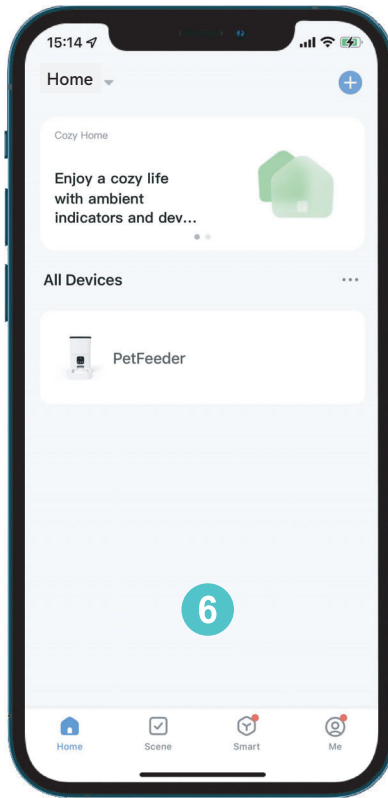 15:14
Home
Cozy Home
Enjoy a cozy life
with ambient
indicators and dev...
All Devices
...
PetFeeder
6
Home
Scene
Smart
Me